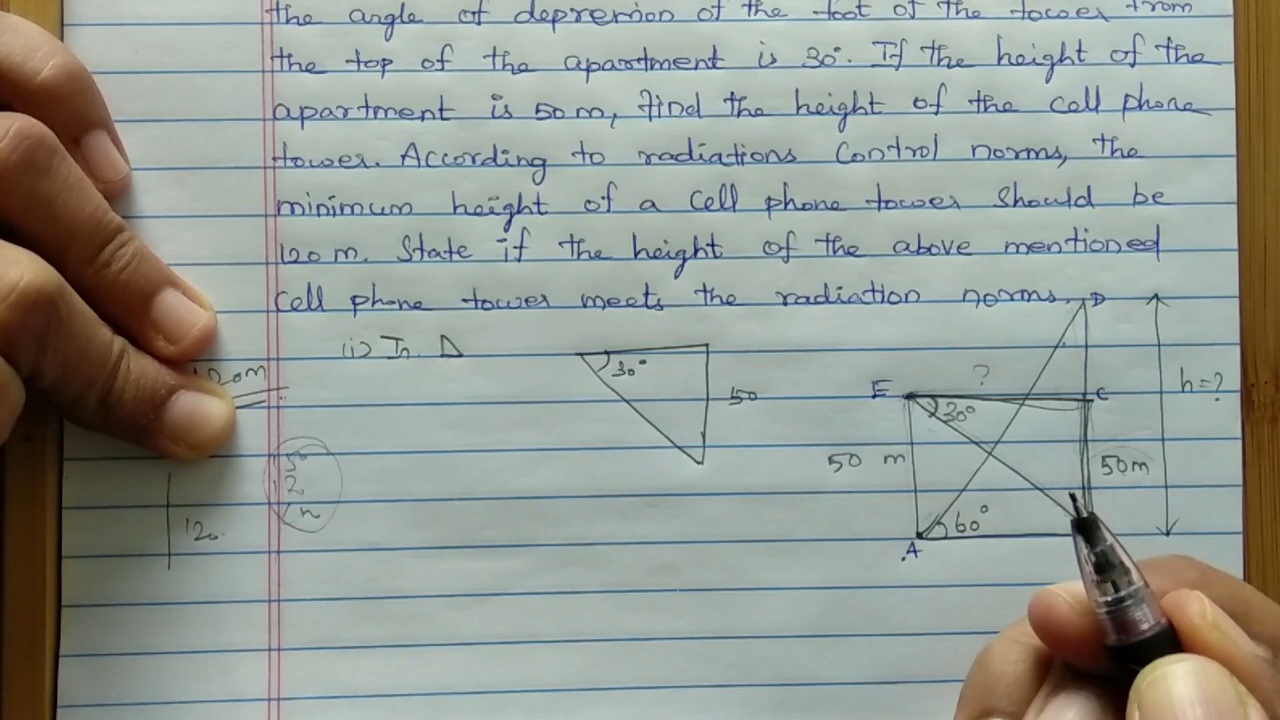 the angle of depression of the foot of the tower from
the top of the apartment is 30°. If the height of the
apartment is 50 m, find the height of the cell phone
tower. According to radiations control norms, the
minimum height of a cell phone tower should be
120 m. State if the height of the above mentioned
cell phone tower meets the radiation norms.
D
(i) In Δ
120m
30°
50
?
h=?
E
C
30°
50 m
50m
120
60°
A